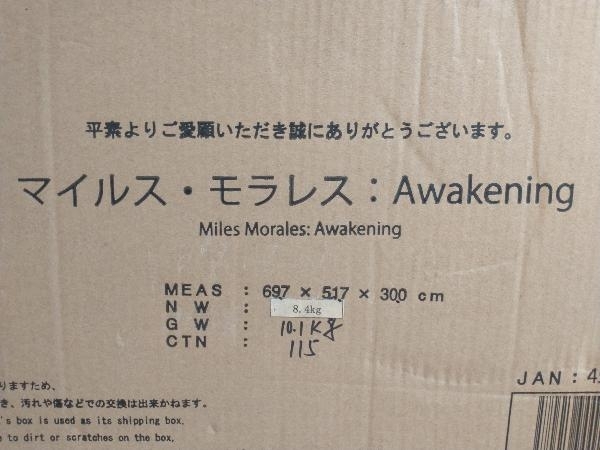 平素よりご愛願いただき誠にありがとうございます。
マイルス・モラレス：Awakening
Miles Morales: Awakening
MEAS : 697 × 517 × 300 cm
N W : 8.4kg
G W : 10.1Kg
CTN : 115
JAN : 4
りますため、
き、汚れや傷などでの交換は出来かねます。
's box is used as its shipping box.
e to dirt or scratches on the box.